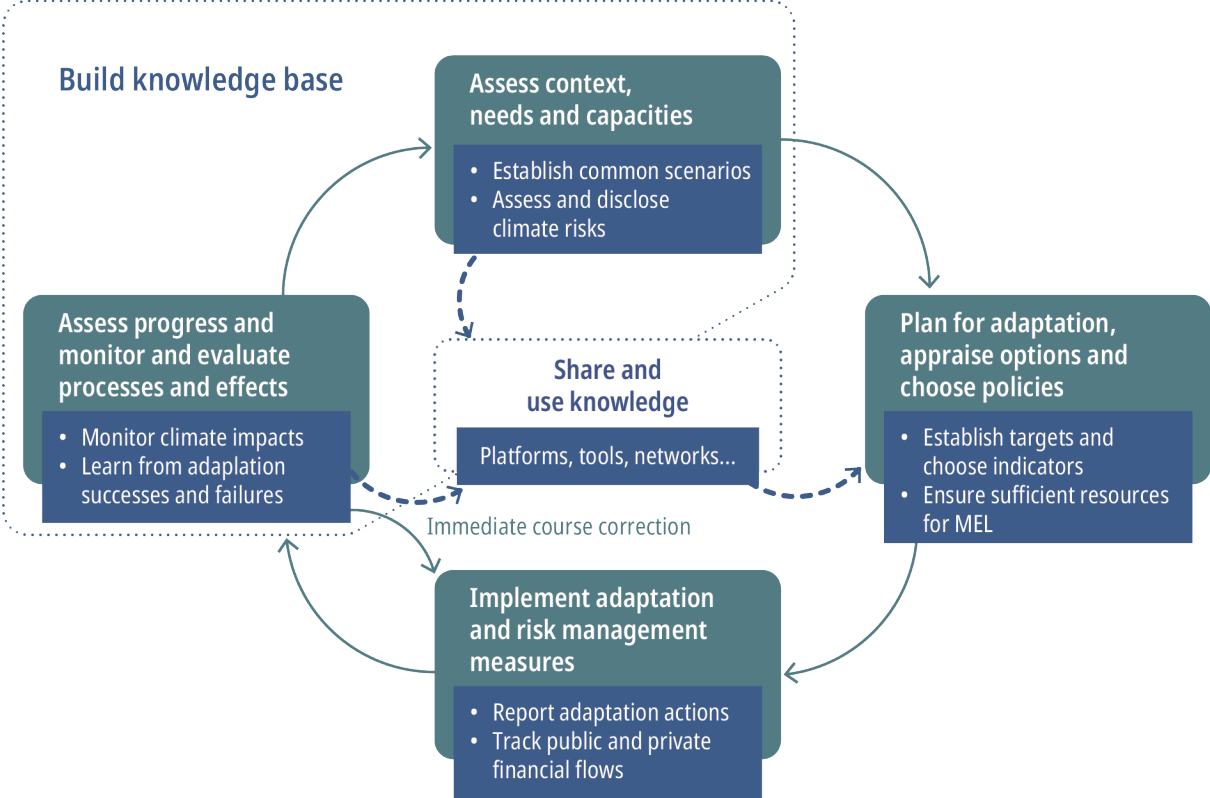 Build knowledge base
Assess context,
needs and capacities
• Establish common scenarios
• Assess and disclose
climate risks
Assess progress and
monitor and evaluate
processes and effects
• Monitor climate impacts
• Learn from adaplation
successes and failures
Share and
use knowledge
Platforms, tools, networks...
Plan for adaptation,
appraise options and
choose policies
• Establish targets and
choose indicators
• Ensure sufficient resources
for MEL
Immediate course correction
Implement adaptation
and risk management
measures
• Report adaptation actions
• Track public and private
financial flows